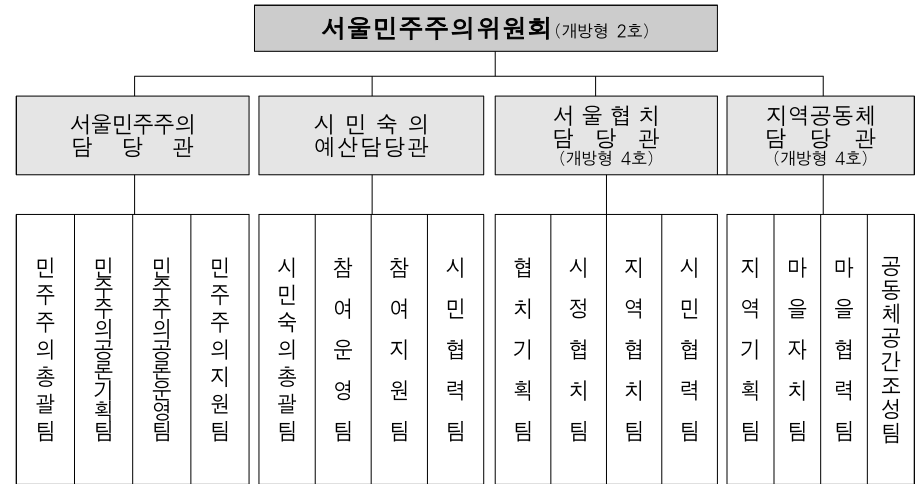 서울민주주의위원회(개방형 2호)
서울민주주의
담 당 관
시 민 숙 의
예산담당관
서 울 협 치
담 당 관
(개방형 4호)
지역공동체
담 당 관
(개방형 4호)
민주주의총괄팀
민주주의공론기획팀
민주주의공론운영팀
민주주의지원팀
시민숙의총괄팀
참여운영팀
참여지원팀
시민협력팀
협치기획팀
시정협치팀
지역협치팀
시민협력팀
지역기획팀
마을자치팀
마을협력팀
공동체공간조성팀